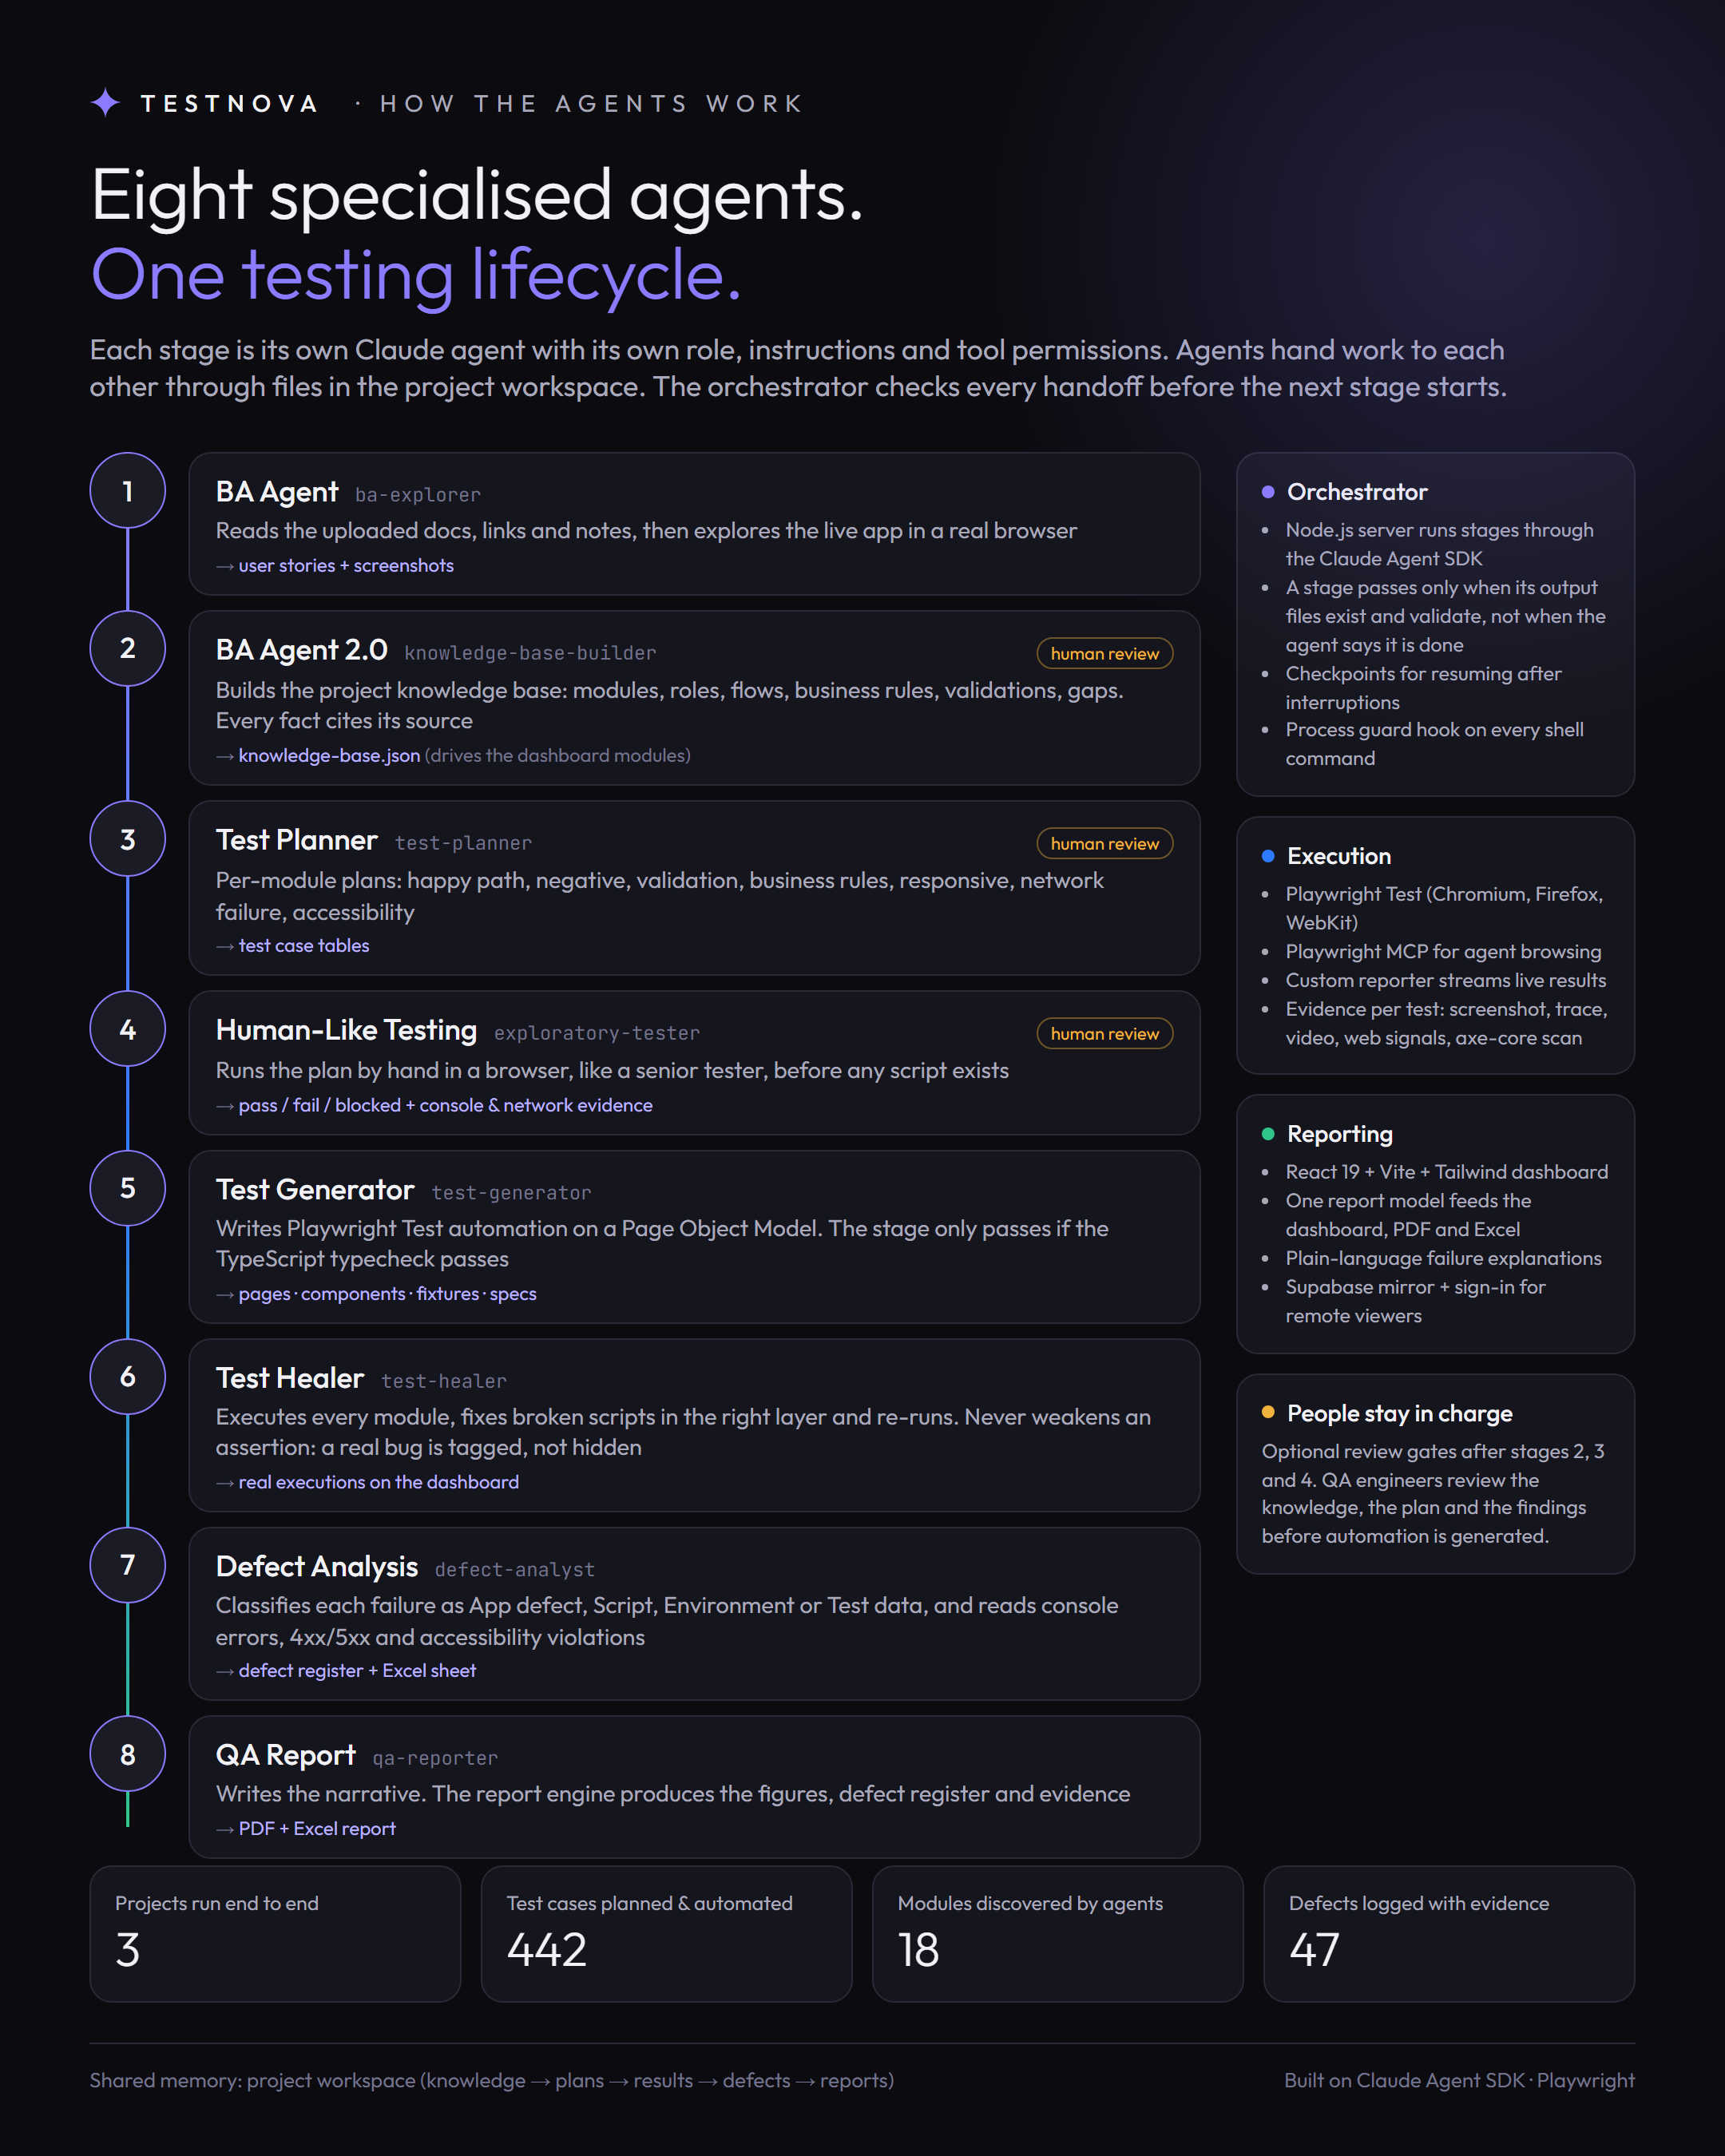 TESTNOVA · HOW THE AGENTS WORK
Eight specialised agents.
One testing lifecycle.
Each stage is its own Claude agent with its own role, instructions and tool permissions. Agents hand work to each
other through files in the project workspace. The orchestrator checks every handoff before the next stage starts.
1
BA Agent ba-explorer
Reads the uploaded docs, links and notes, then explores the live app in a real browser
→ user stories + screenshots
2
BA Agent 2.0 knowledge-base-builder
human review
Builds the project knowledge base: modules, roles, flows, business rules, validations, gaps.
Every fact cites its source
→ knowledge-base.json (drives the dashboard modules)
3
Test Planner test-planner
human review
Per-module plans: happy path, negative, validation, business rules, responsive, network
failure, accessibility
→ test case tables
4
Human-Like Testing exploratory-tester
human review
Runs the plan by hand in a browser, like a senior tester, before any script exists
→ pass / fail / blocked + console & network evidence
5
Test Generator test-generator
Writes Playwright Test automation on a Page Object Model. The stage only passes if the
TypeScript typecheck passes
→ pages · components · fixtures · specs
6
Test Healer test-healer
Executes every module, fixes broken scripts in the right layer and re-runs. Never weakens an
assertion: a real bug is tagged, not hidden
→ real executions on the dashboard
7
Defect Analysis defect-analyst
Classifies each failure as App defect, Script, Environment or Test data, and reads console
errors, 4xx/5xx and accessibility violations
→ defect register + Excel sheet
8
QA Report qa-reporter
Writes the narrative. The report engine produces the figures, defect register and evidence
→ PDF + Excel report
Orchestrator
• Node.js server runs stages through
the Claude Agent SDK
• A stage passes only when its output
files exist and validate, not when the
agent says it is done
• Checkpoints for resuming after
interruptions
• Process guard hook on every shell
command
Execution
• Playwright Test (Chromium, Firefox,
WebKit)
• Playwright MCP for agent browsing
• Custom reporter streams live results
• Evidence per test: screenshot, trace,
video, web signals, axe-core scan
Reporting
• React 19 + Vite + Tailwind dashboard
• One report model feeds the
dashboard, PDF and Excel
• Plain-language failure explanations
• Supabase mirror + sign-in for
remote viewers
People stay in charge
Optional review gates after stages 2, 3
and 4. QA engineers review the
knowledge, the plan and the findings
before automation is generated.
Projects run end to end
3
Test cases planned & automated
442
Modules discovered by agents
18
Defects logged with evidence
47
Shared memory: project workspace (knowledge → plans → results → defects → reports)
Built on Claude Agent SDK · Playwright